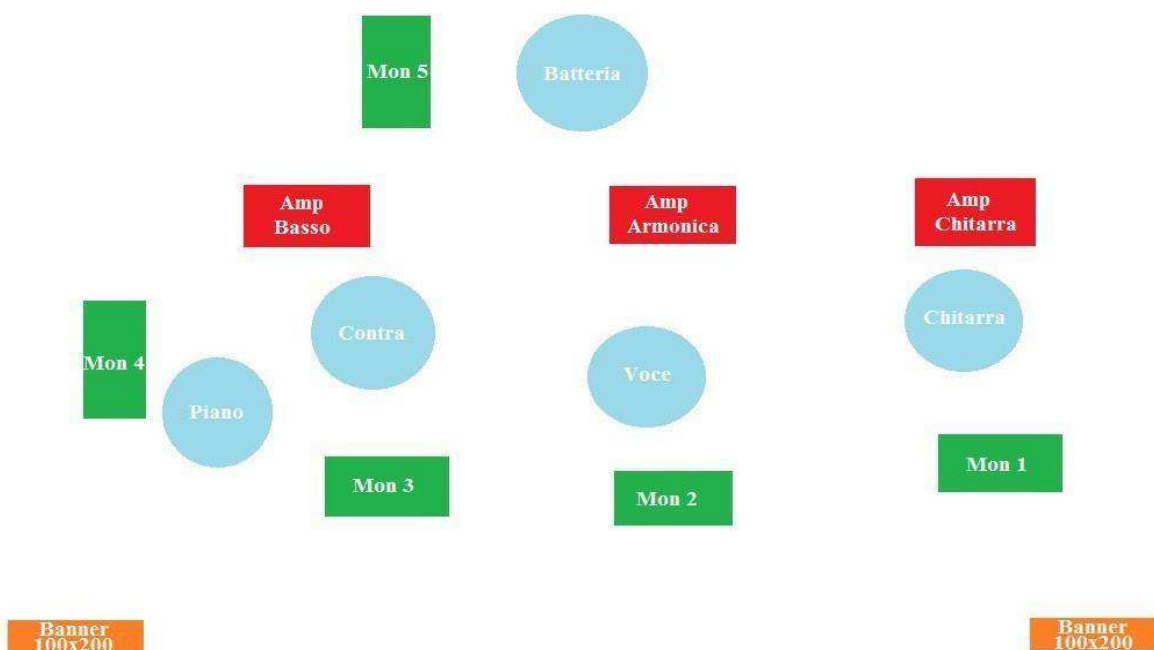 Mon 5
Batteria
Amp
Basso
Amp
Armonica
Amp
Chitarra
Contra
Chitarra
Mon 4
Voce
Piano
Mon 3
Mon 2
Mon 1
Banner
100x200
Banner
100x200